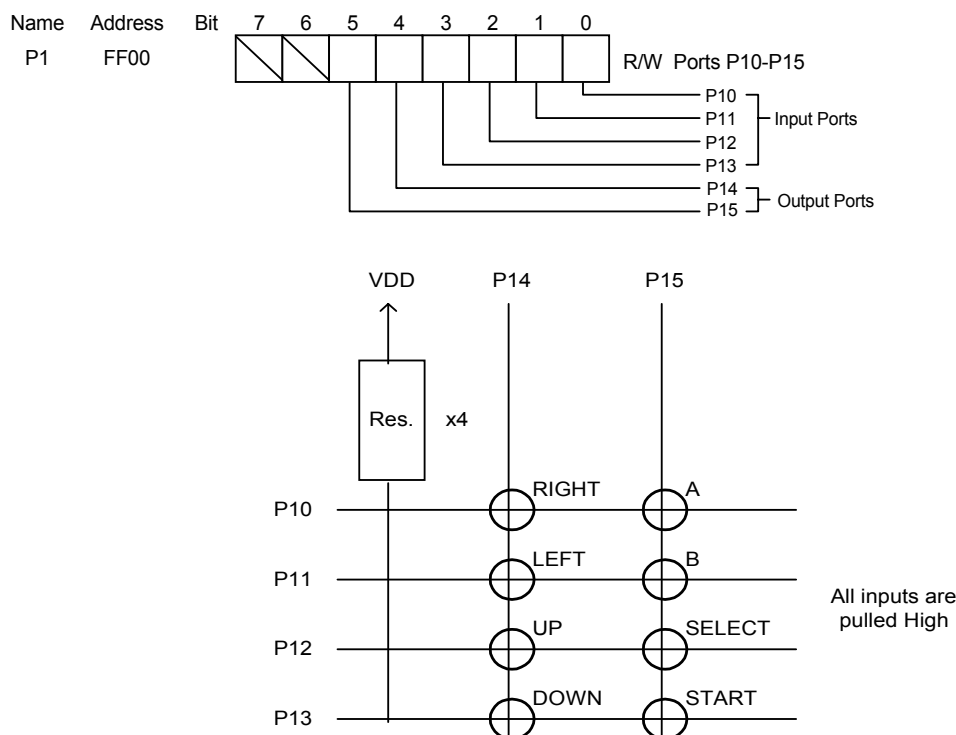 Name Address Bit 7 6 5 4 3 2 1 0
P1 FF00 R/W Ports P10-P15
P10
P11 Input Ports
P12
P13
P14
P15 Output Ports
VDD P14 P15
Res. x4
RIGHT A
P10
LEFT B
P11
All inputs are
pulled High
UP SELECT
P12
DOWN START
P13